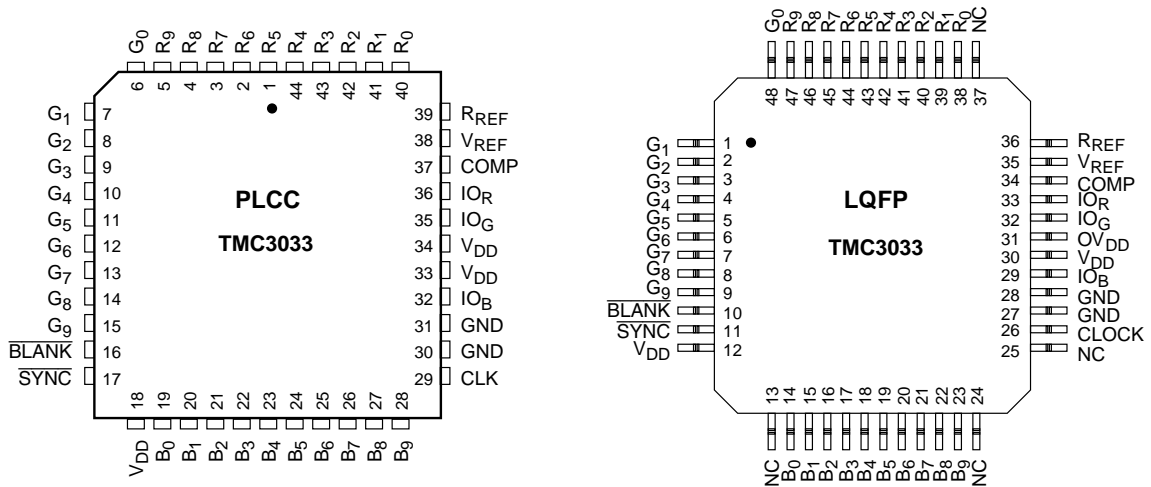 G0 R9 R8 R7 R6 R5 R4 R3 R2 R1 R0
6 5 4 3 2 1 44 43 42 41 40
G1 7
G2 8
G3 9
G4 10
G5 11
G6 12
G7 13
G8 14
G9 15
BLANK 16
SYNC 17
PLCC
TMC3033
39 RREF
38 VREF
37 COMP
36 IOR
35 IOG
34 VDD
33 VDD
32 IOB
31 GND
30 GND
29 CLK
18 19 20 21 22 23 24 25 26 27 28
VDD B0 B1 B2 B3 B4 B5 B6 B7 B8 B9
G0 R9 R8 R7 R6 R5 R4 R3 R2 R1 R0 NC
48 47 46 45 44 43 42 41 40 39 38 37
G1 1
G2 2
G3 3
G4 4
G5 5
G6 6
G7 7
G8 8
G9 9
BLANK 10
SYNC 11
VDD 12
LQFP
TMC3033
36 RREF
35 VREF
34 COMP
33 IOR
32 IOG
31 OVDD
30 VDD
29 IOB
28 GND
27 GND
26 CLOCK
25 NC
13 14 15 16 17 18 19 20 21 22 23 24
NC B0 B1 B2 B3 B4 B5 B6 B7 B8 B9 NC